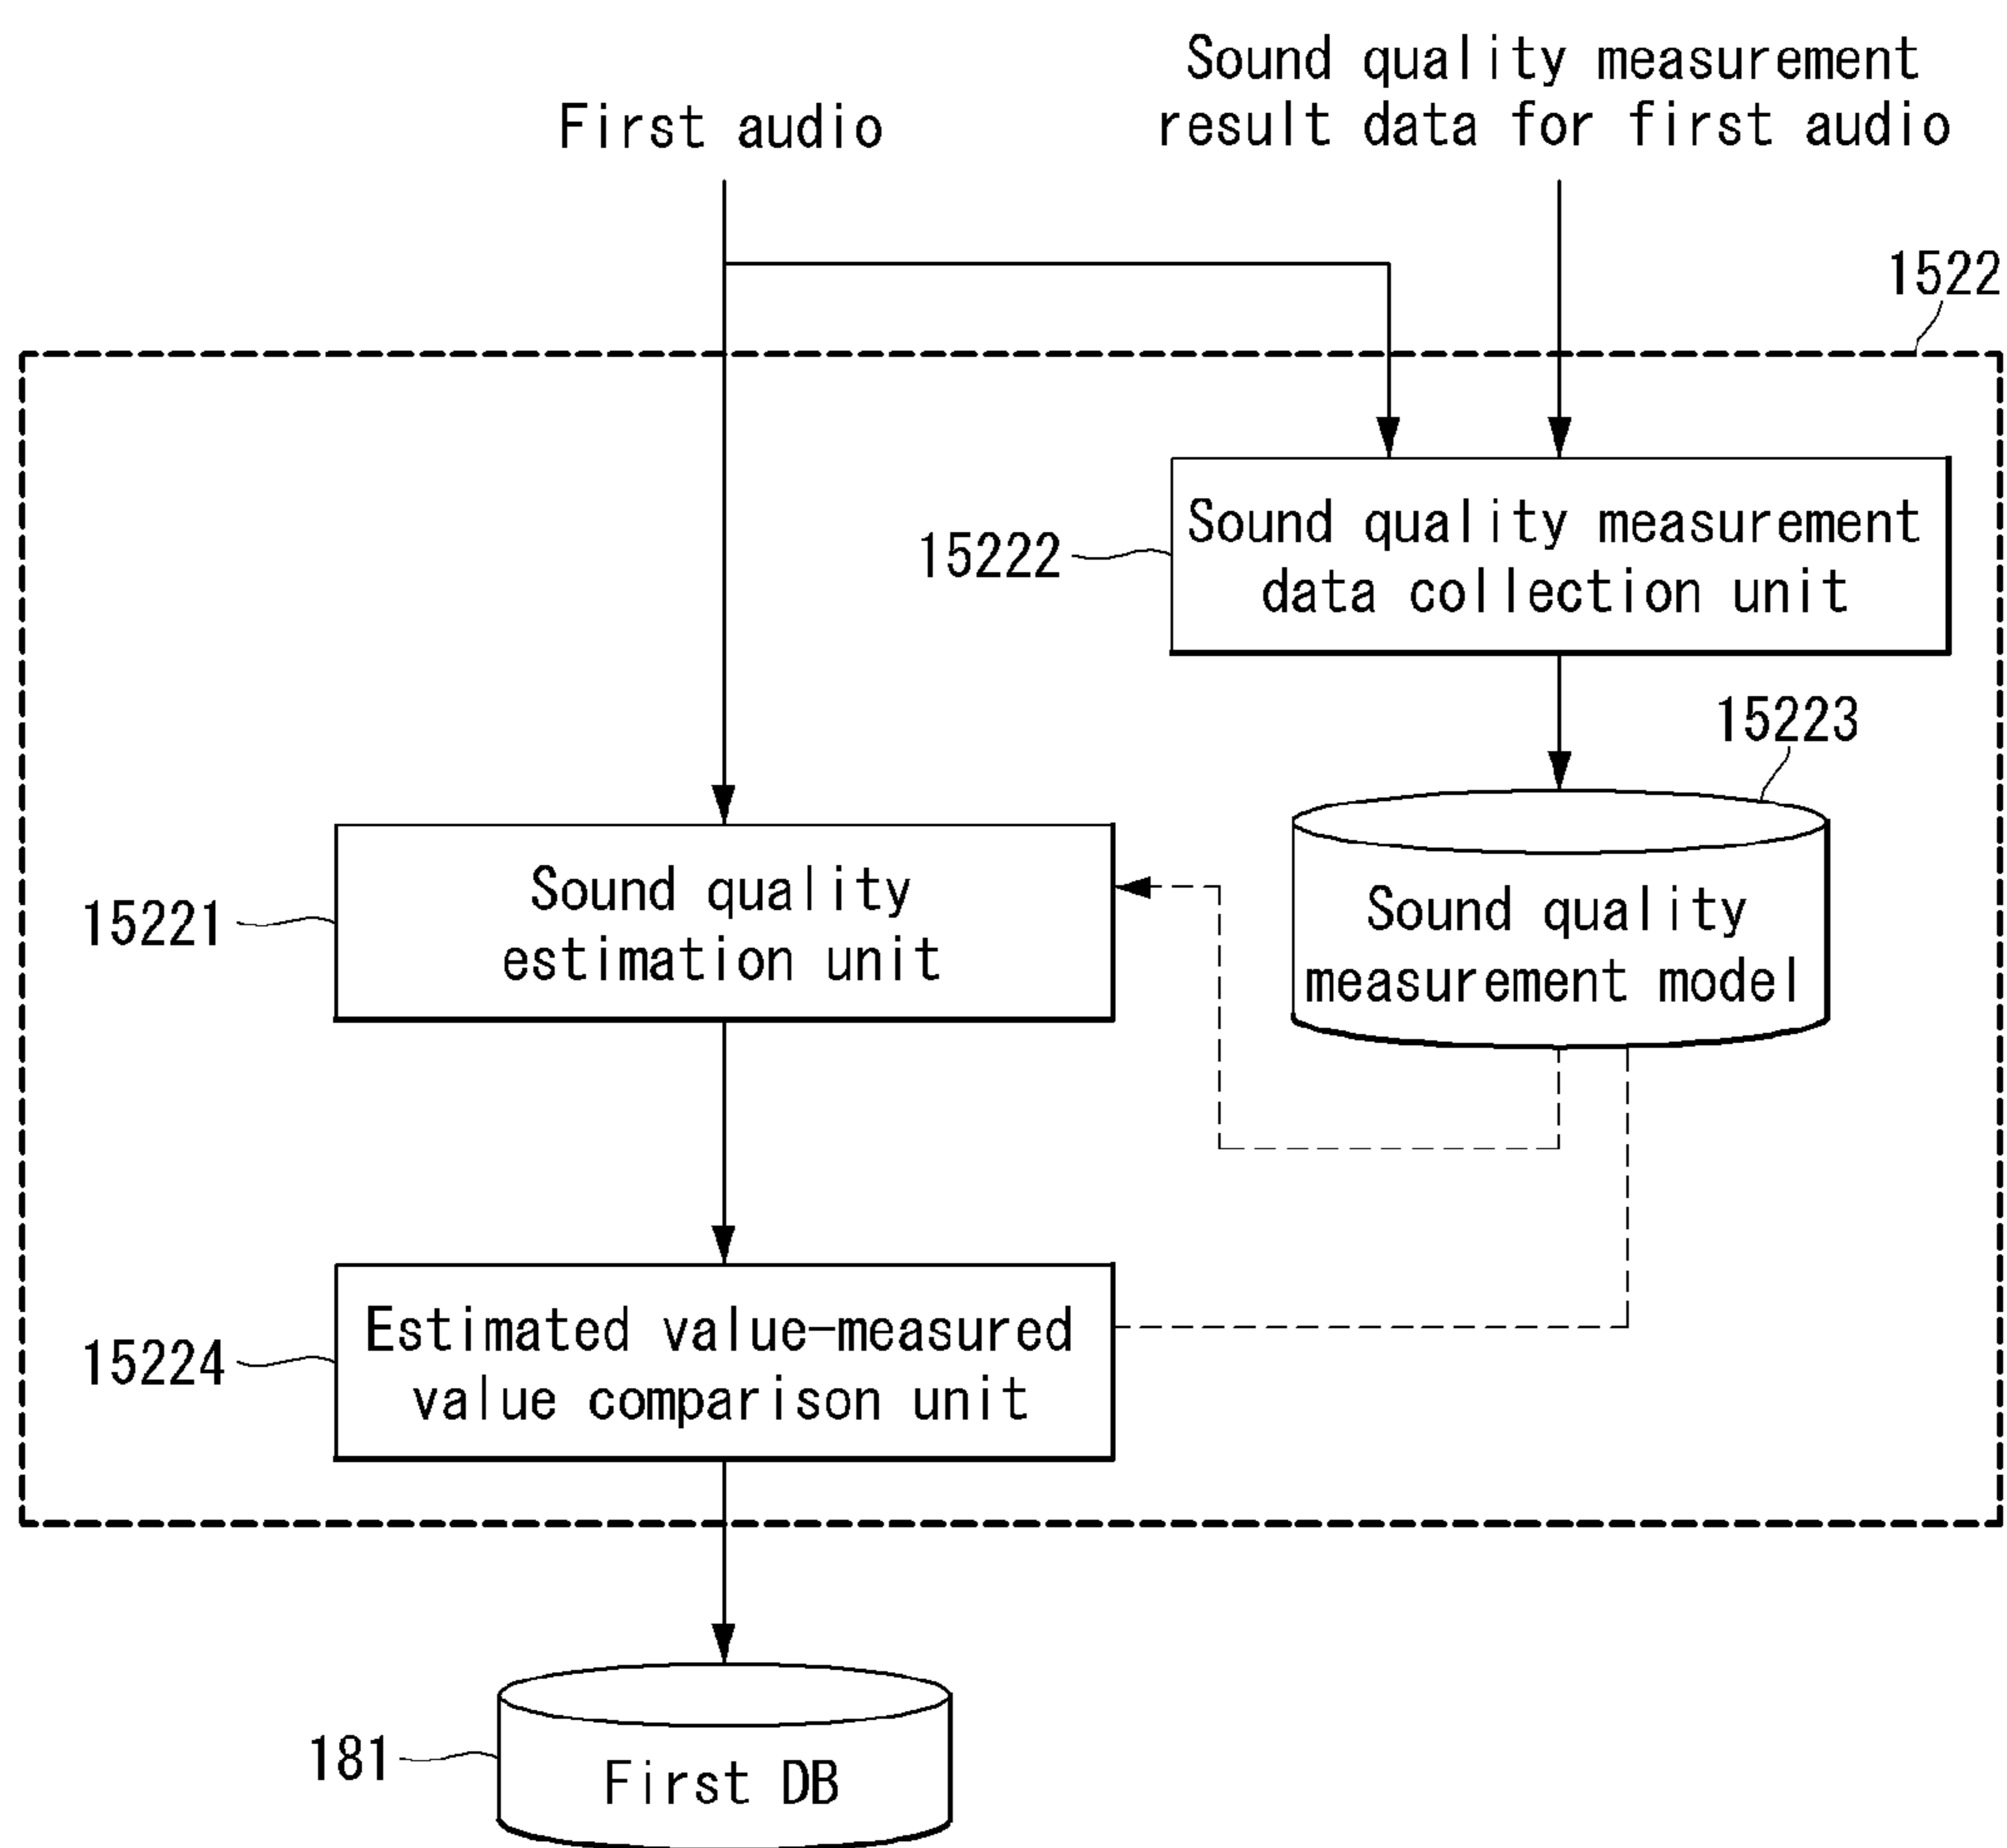 Sound quality measurement
result data for first audio
First audio
1522
Sound quality measurement
data collection unit
15222
15223
Sound quality
estimation unit
15221
Sound quality
measurement model
Estimated value-measured
value comparison unit
15224
181
First DB